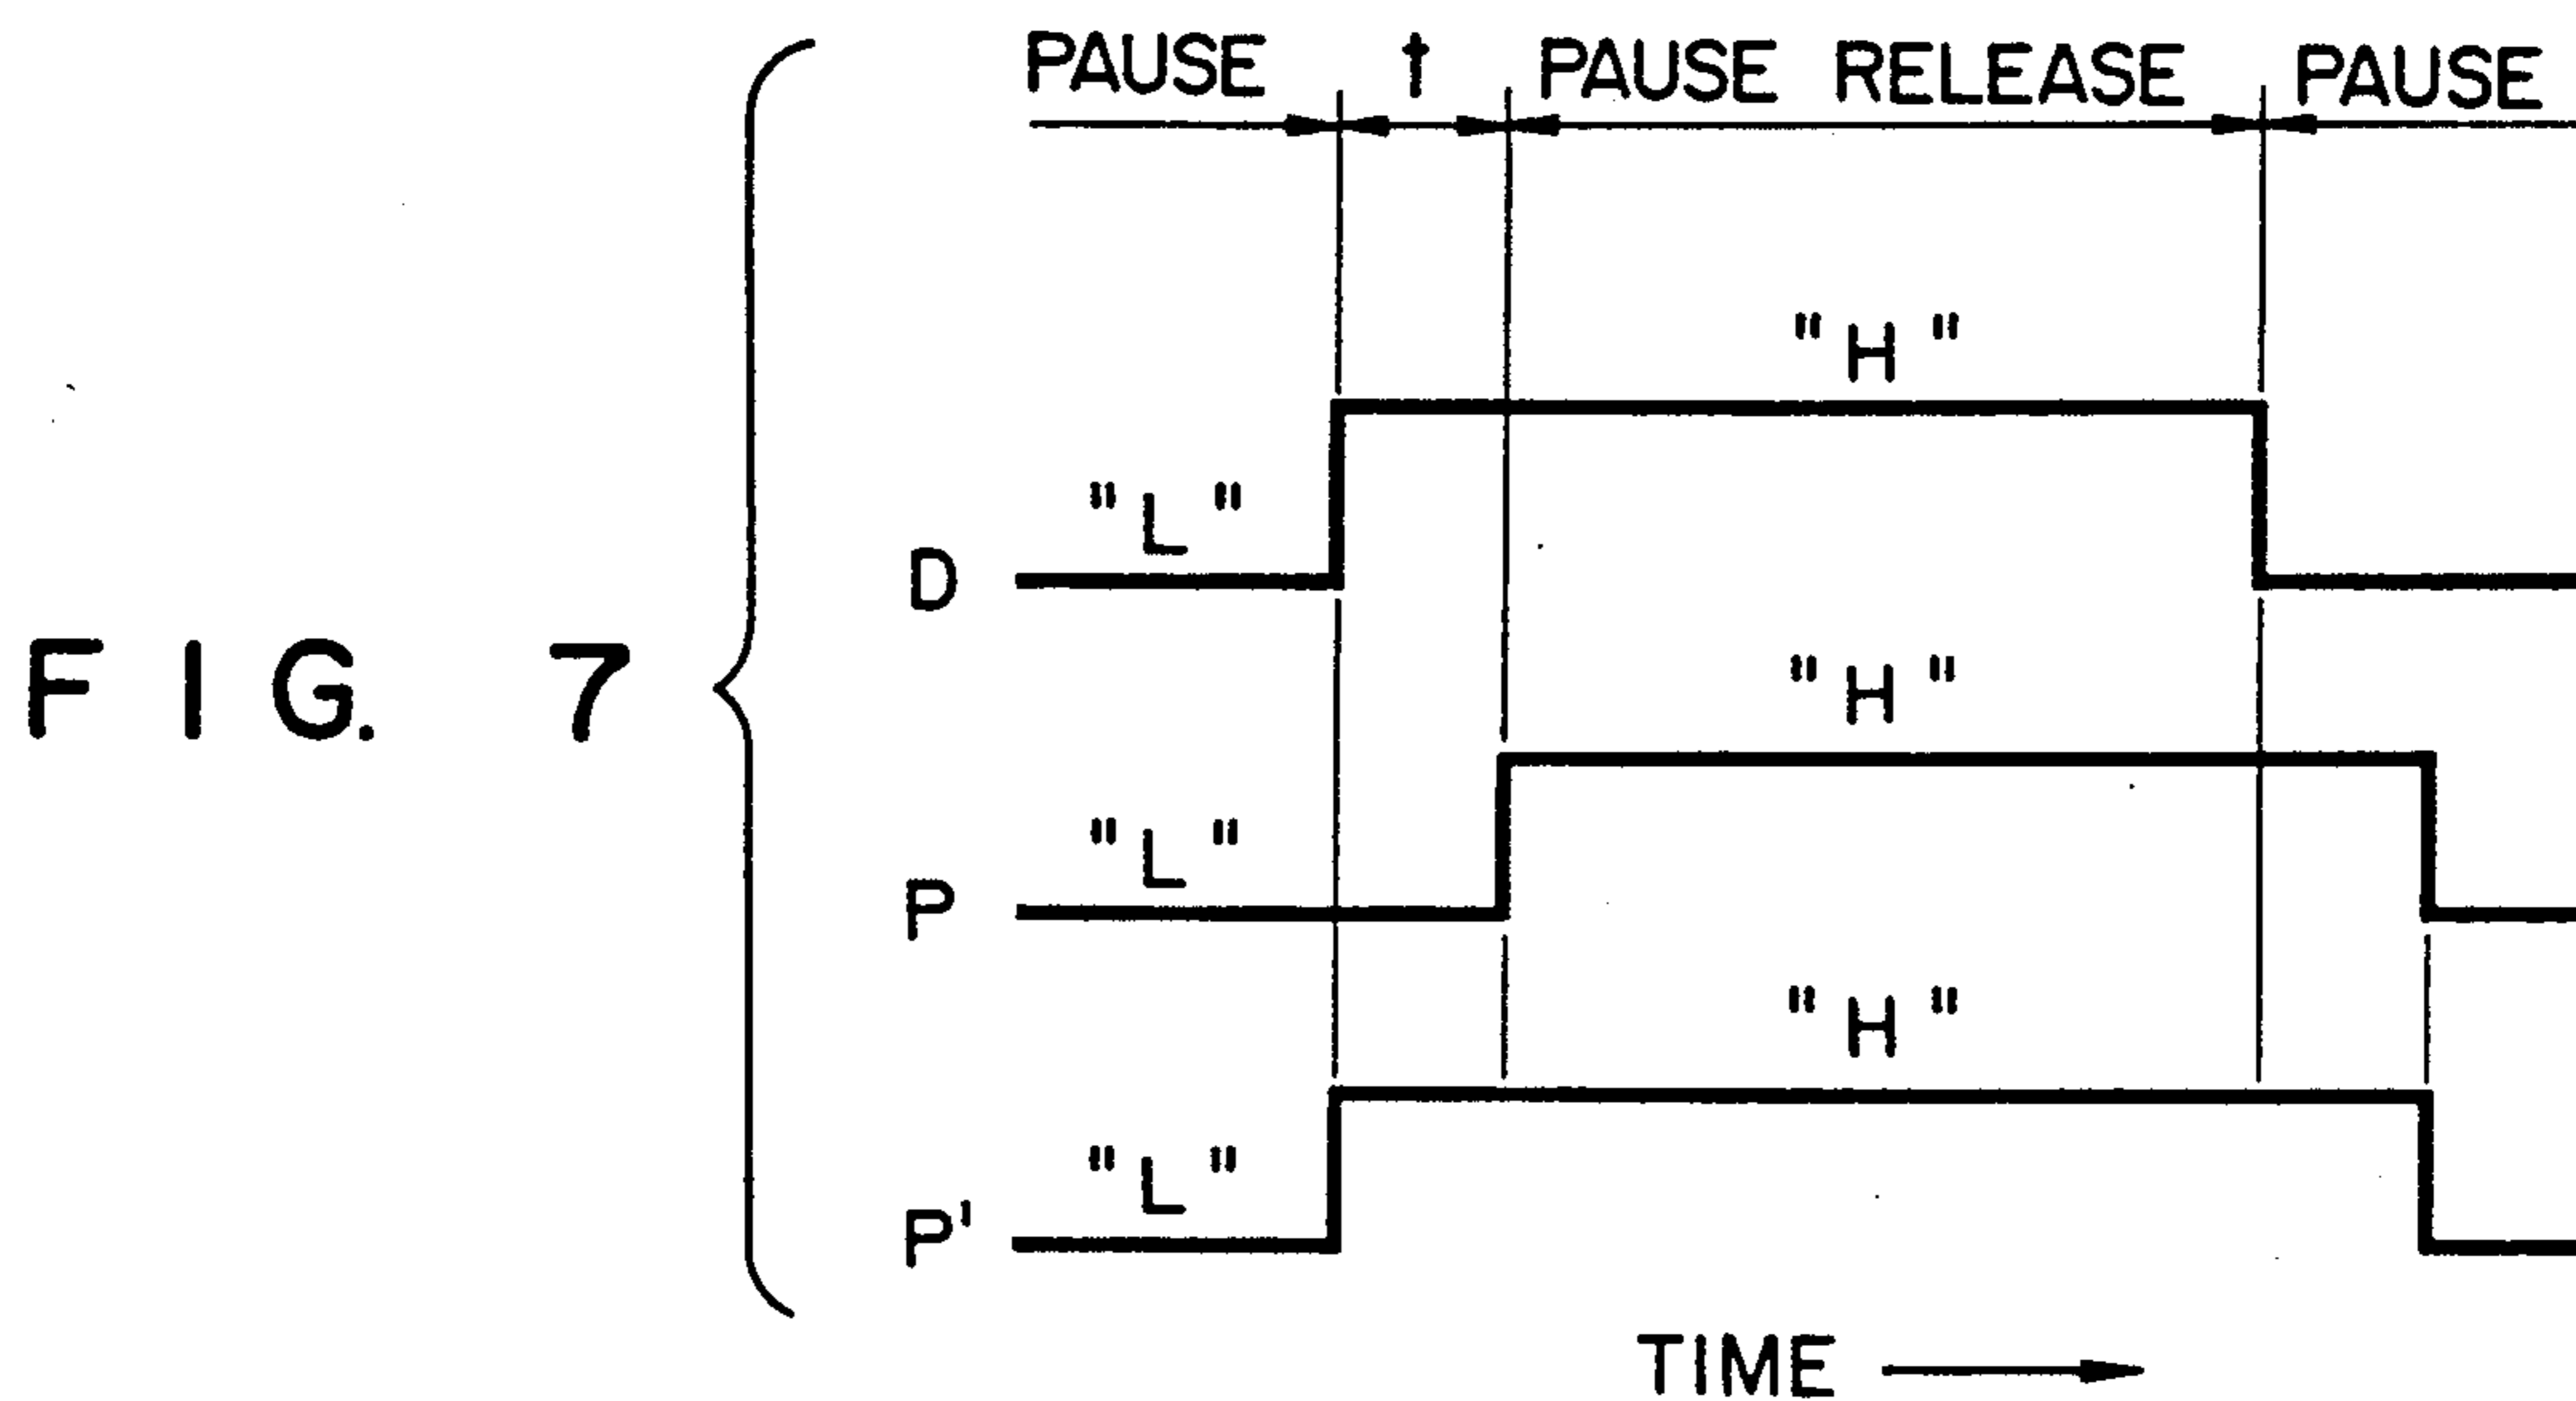 PAUSE t PAUSE RELEASE PAUSE
"H"
"L"
D
FIG. 7
"H"
"L"
P
"H"
"L"
P'
TIME